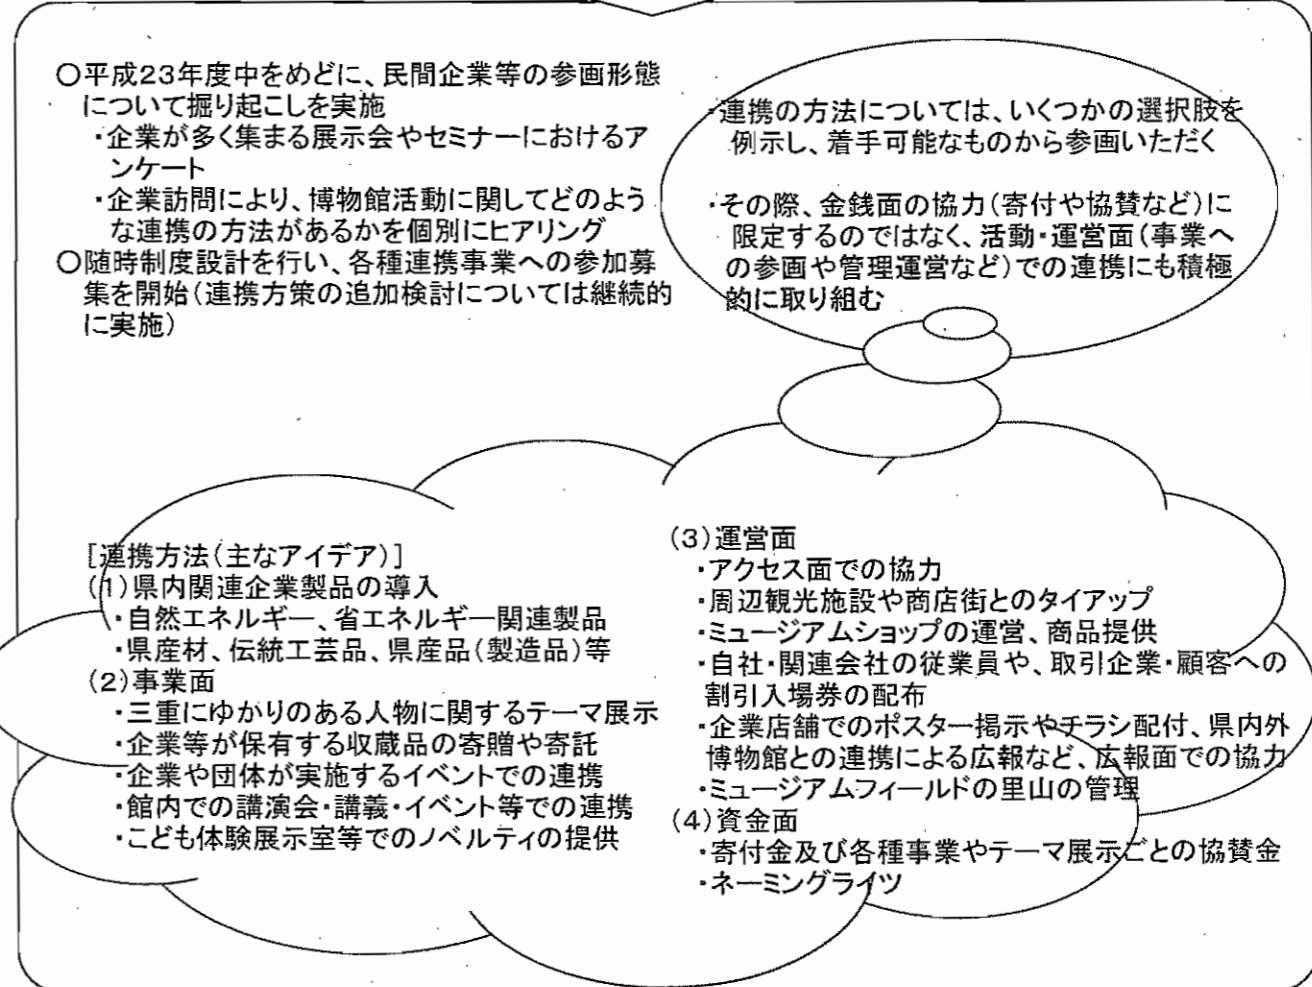 ○平成23年度中をめどに、民間企業等の参画形態
について掘り起こしを実施
・企業が多く集まる展示会やセミナーにおけるア
ンケート
・企業訪問により、博物館活動に関してどのよう
な連携の方法があるかを個別にヒアリング
○随時制度設計を行い、各種連携事業への参加募
集を開始(連携方策の追加検討については継続的
に実施)
・連携の方法については、いくつかの選択肢を
例示し、着手可能なものから参画いただく
・その際、金銭面の協力(寄付や協賛など)に
限定するのではなく、活動・運営面(事業へ
の参画や管理運営など)での連携にも積極
的に取り組む
[連携方法(主なアイデア)]
(1)県内関連企業製品の導入
・自然エネルギー、省エネルギー関連製品
・県産材、伝統工芸品、県産品(製造品)等
(2)事業面
・三重にゆかりのある人物に関するテーマ展示
・企業等が保有する収蔵品の寄贈や寄託
・企業や団体が実施するイベントでの連携
・館内での講演会・講義・イベント等での連携
・こども体験展示室等でのノベルティの提供
(3)運営面
・アクセス面での協力
・周辺観光施設や商店街とのタイアップ
・ミュージアムショップの運営、商品提供
・自社・関連会社の従業員や、取引企業・顧客への
割引入場券の配布
・企業店舗でのポスター掲示やチラシ配付、県内外
博物館との連携による広報など、広報面での協力
・ミュージアムフィールドの里山の管理
(4)資金面
・寄付金及び各種事業やテーマ展示ごとの協賛金
・ネーミングライツ